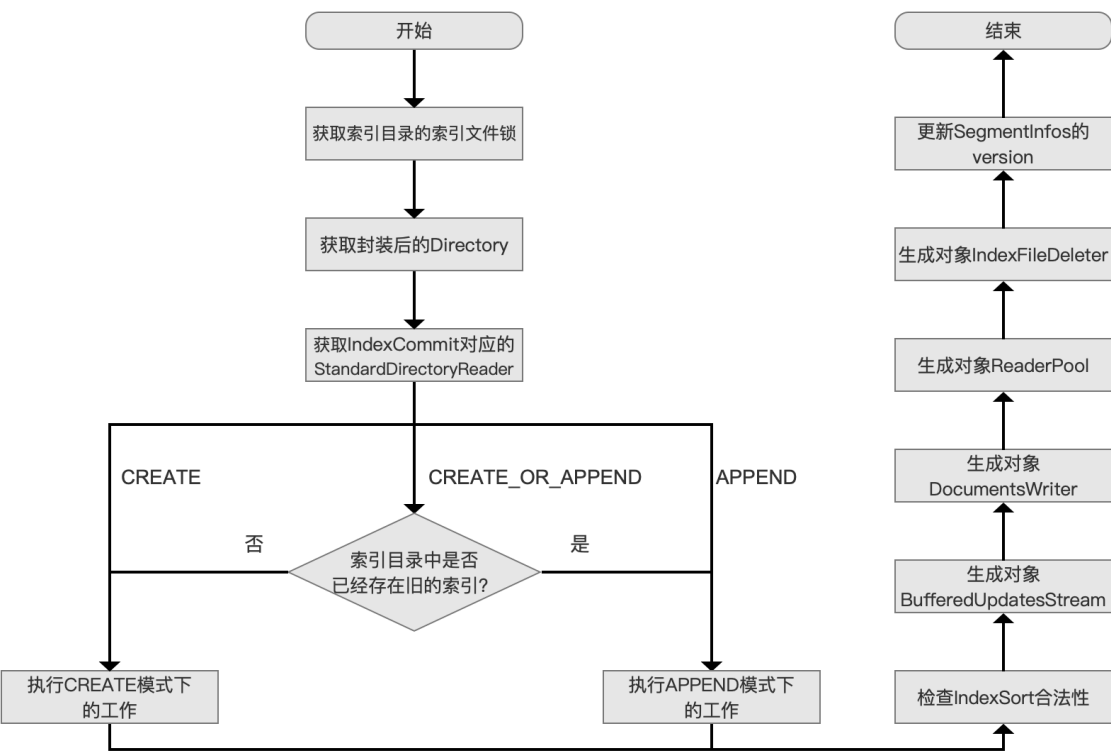 开始
获取索引目录的索引文件锁
获取封装后的Directory
获取IndexCommit对应的
StandardDirectoryReader
CREATE
CREATE_OR_APPEND
APPEND
否
是
索引目录中是否
已经存在旧的索引?
执行CREATE模式下
的工作
执行APPEND模式下
的工作
检查IndexSort合法性
生成对象
BufferedUpdatesStream
生成对象
DocumentsWriter
生成对象ReaderPool
生成对象IndexFileDeleter
更新SegmentInfos的
version
结束